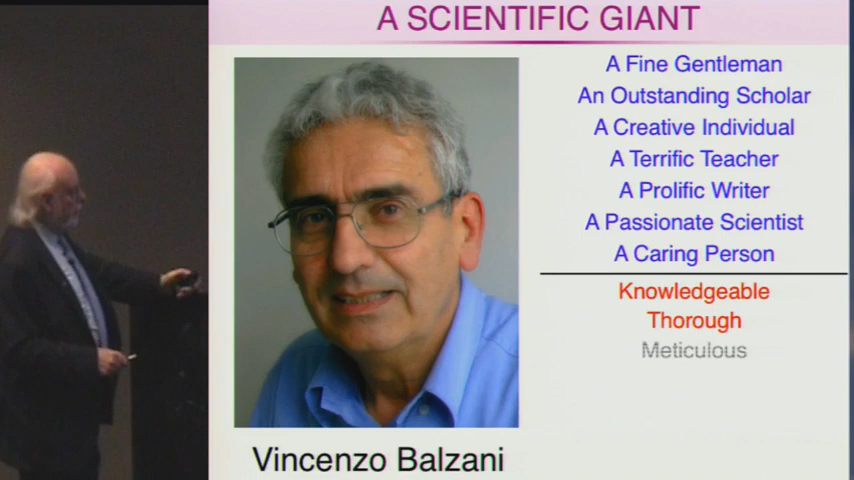 A SCIENTIFIC GIANT
A Fine Gentleman
An Outstanding Scholar
A Creative Individual
A Terrific Teacher
A Prolific Writer
A Passionate Scientist
A Caring Person
Knowledgeable
Thorough
Meticulous
Vincenzo Balzani